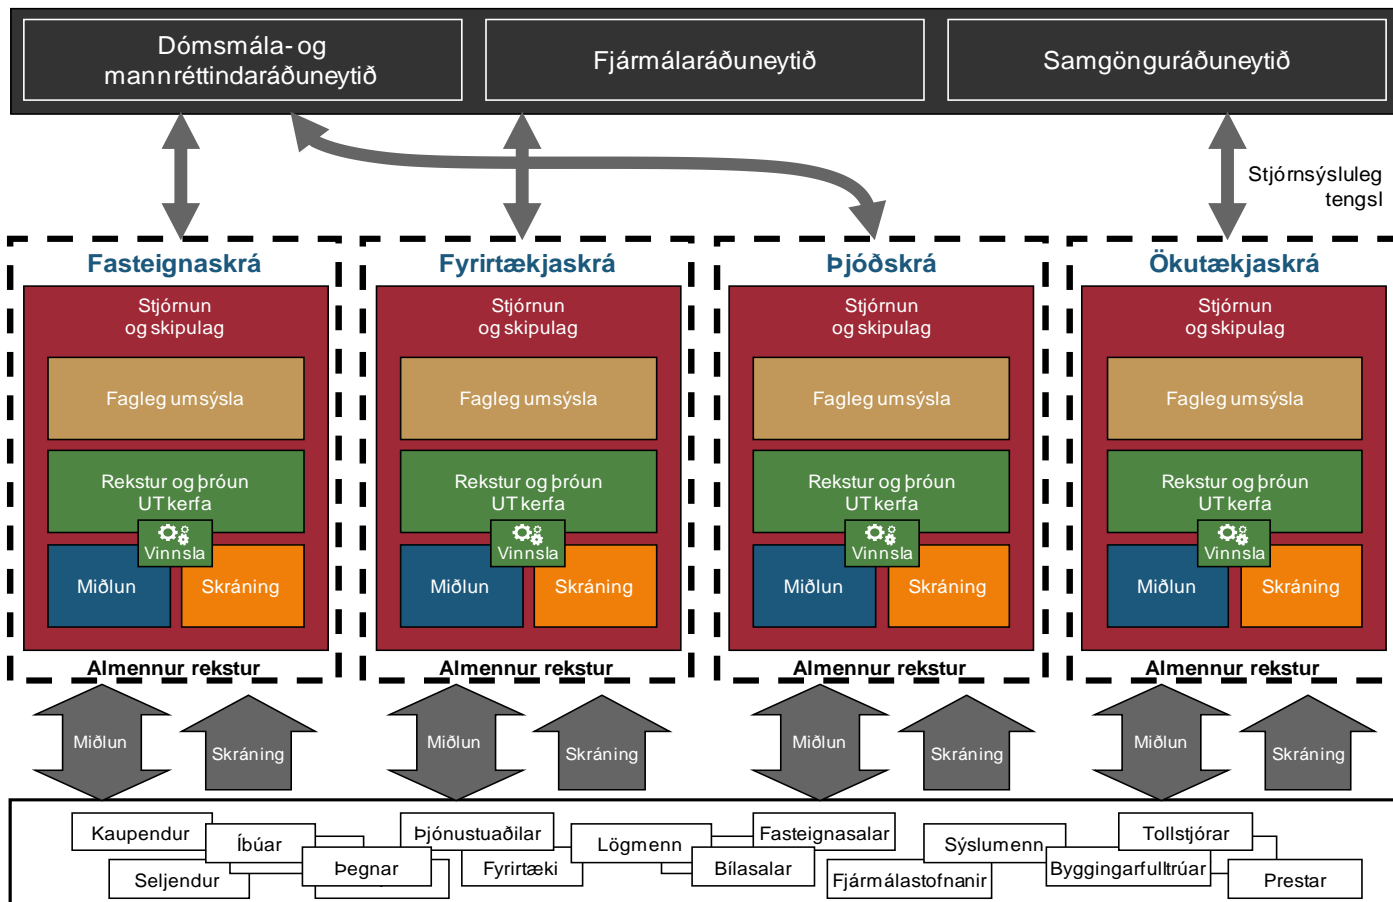 Dómsmála- og
mannréttindaráðuneytið
Fjármálaráðuneytið
Samgönguráðuneytið
Stjórnsýsluleg
tengsl
Fasteignaskrá
Stjórnun
og skipulag
Fagleg umsýsla
Rekstur og þróun
UT kerfa
Vinnsla
Miðlun
Skráning
Almennur rekstur
Fyrirtækjaskrá
Stjórnun
og skipulag
Fagleg umsýsla
Rekstur og þróun
UT kerfa
Vinnsla
Miðlun
Skráning
Almennur rekstur
Þjóðskrá
Stjórnun
og skipulag
Fagleg umsýsla
Rekstur og þróun
UT kerfa
Vinnsla
Miðlun
Skráning
Almennur rekstur
Ökutækjaskrá
Stjórnun
og skipulag
Fagleg umsýsla
Rekstur og þróun
UT kerfa
Vinnsla
Miðlun
Skráning
Almennur rekstur
Miðlun
Skráning
Miðlun
Skráning
Miðlun
Skráning
Miðlun
Skráning
Kaupendur
Íbúar
Seljendur
Þegnar
Þjónustuaðilar
Fyrirtæki
Lögmenn
Fasteignasalar
Bílasalar
Fjármálastofnanir
Sýslumenn
Byggingarfulltrúar
Tollstjórar
Prestar